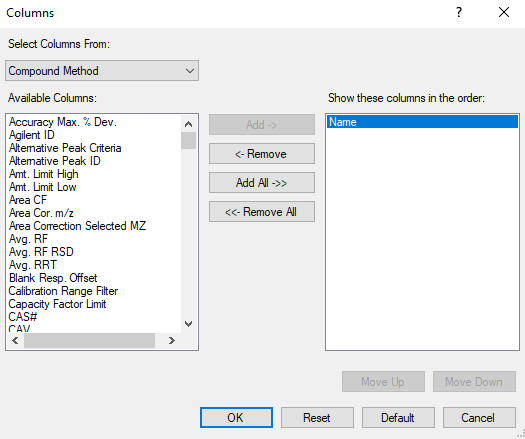 Columns
?
Select Columns From:
Compound Method
Available Columns:
Show these columns in the order:
Accuracy Max. % Dev.
Agilent ID
Alternative Peak Criteria
Alternative Peak ID
Amt. Limit High
Amt. Limit Low
Area CF
Area Cor. m/z
Area Correction Selected MZ
Avg. RF
Avg. RF RSD
Avg. RRT
Blank Resp. Offset
Calibration Range Filter
Capacity Factor Limit
CAS#
CAV
Add ->
<- Remove
Add All ->>
<<- Remove All
Name
Move Up
Move Down
OK
Reset
Default
Cancel